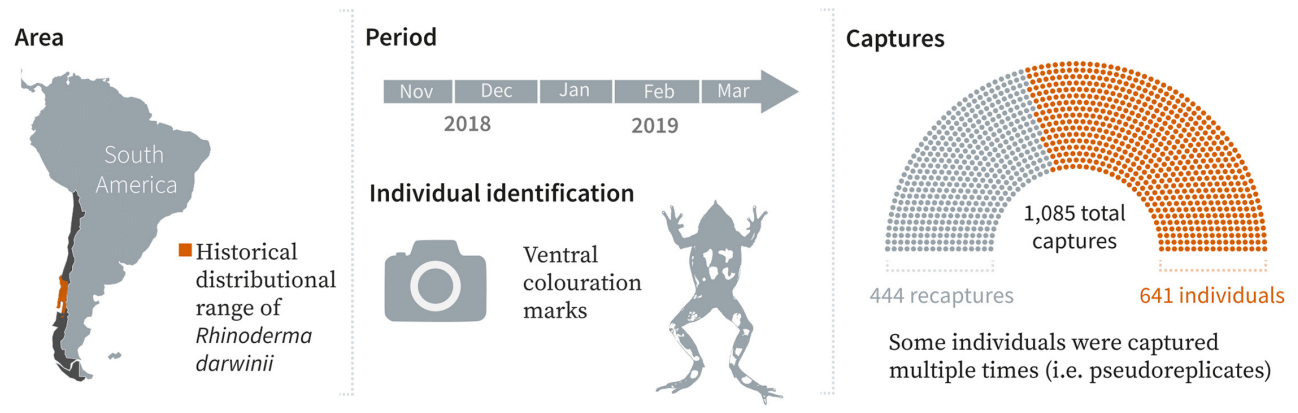 Area
South
America
Historical
distributional
range of
Rhinoderma
darwinii
Period
Nov Dec Jan Feb Mar
2018 2019
Individual identification
Ventral
colouration
marks
Captures
1,085 total
captures
444 recaptures 641 individuals
Some individuals were captured
multiple times (i.e. pseudoreplicates)